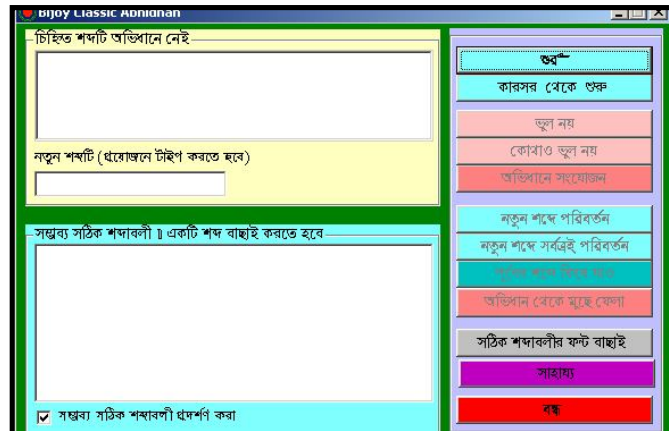 Bijoy Classic Abhidhan
চিহ্নিত শব্দটি অভিধানে নেই
নতুন শব্দটি (প্রয়োজনে টাইপ করতে হবে)
সম্ভাব্য সঠিক শব্দাবলী ॥ একটি শব্দ বাছাই করতে হবে
সম্ভাব্য সঠিক শব্দাবলী প্রদর্শণ করা
শুরু
কারসর থেকে শুরু
ভুল নয়
কোথাও ভুল নয়
অভিধানে সংযোজন
নতুন শব্দে পরিবর্তন
নতুন শব্দে সর্বত্রই পরিবর্তন
অভিধান থেকে মুছে ফেলা
সঠিক শব্দাবলীর ফন্ট বাছাই
সাহায্য
বন্ধ